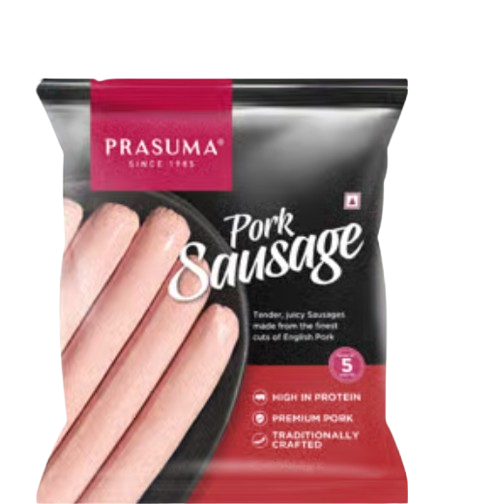 PRASUMA®
SINCE 1985
Pork
Sausage
Tender, juicy Sausages
made from the finest
cuts of English Pork
5
HIGH IN PROTEIN
PREMIUM PORK
TRADITIONALLY
CRAFTED